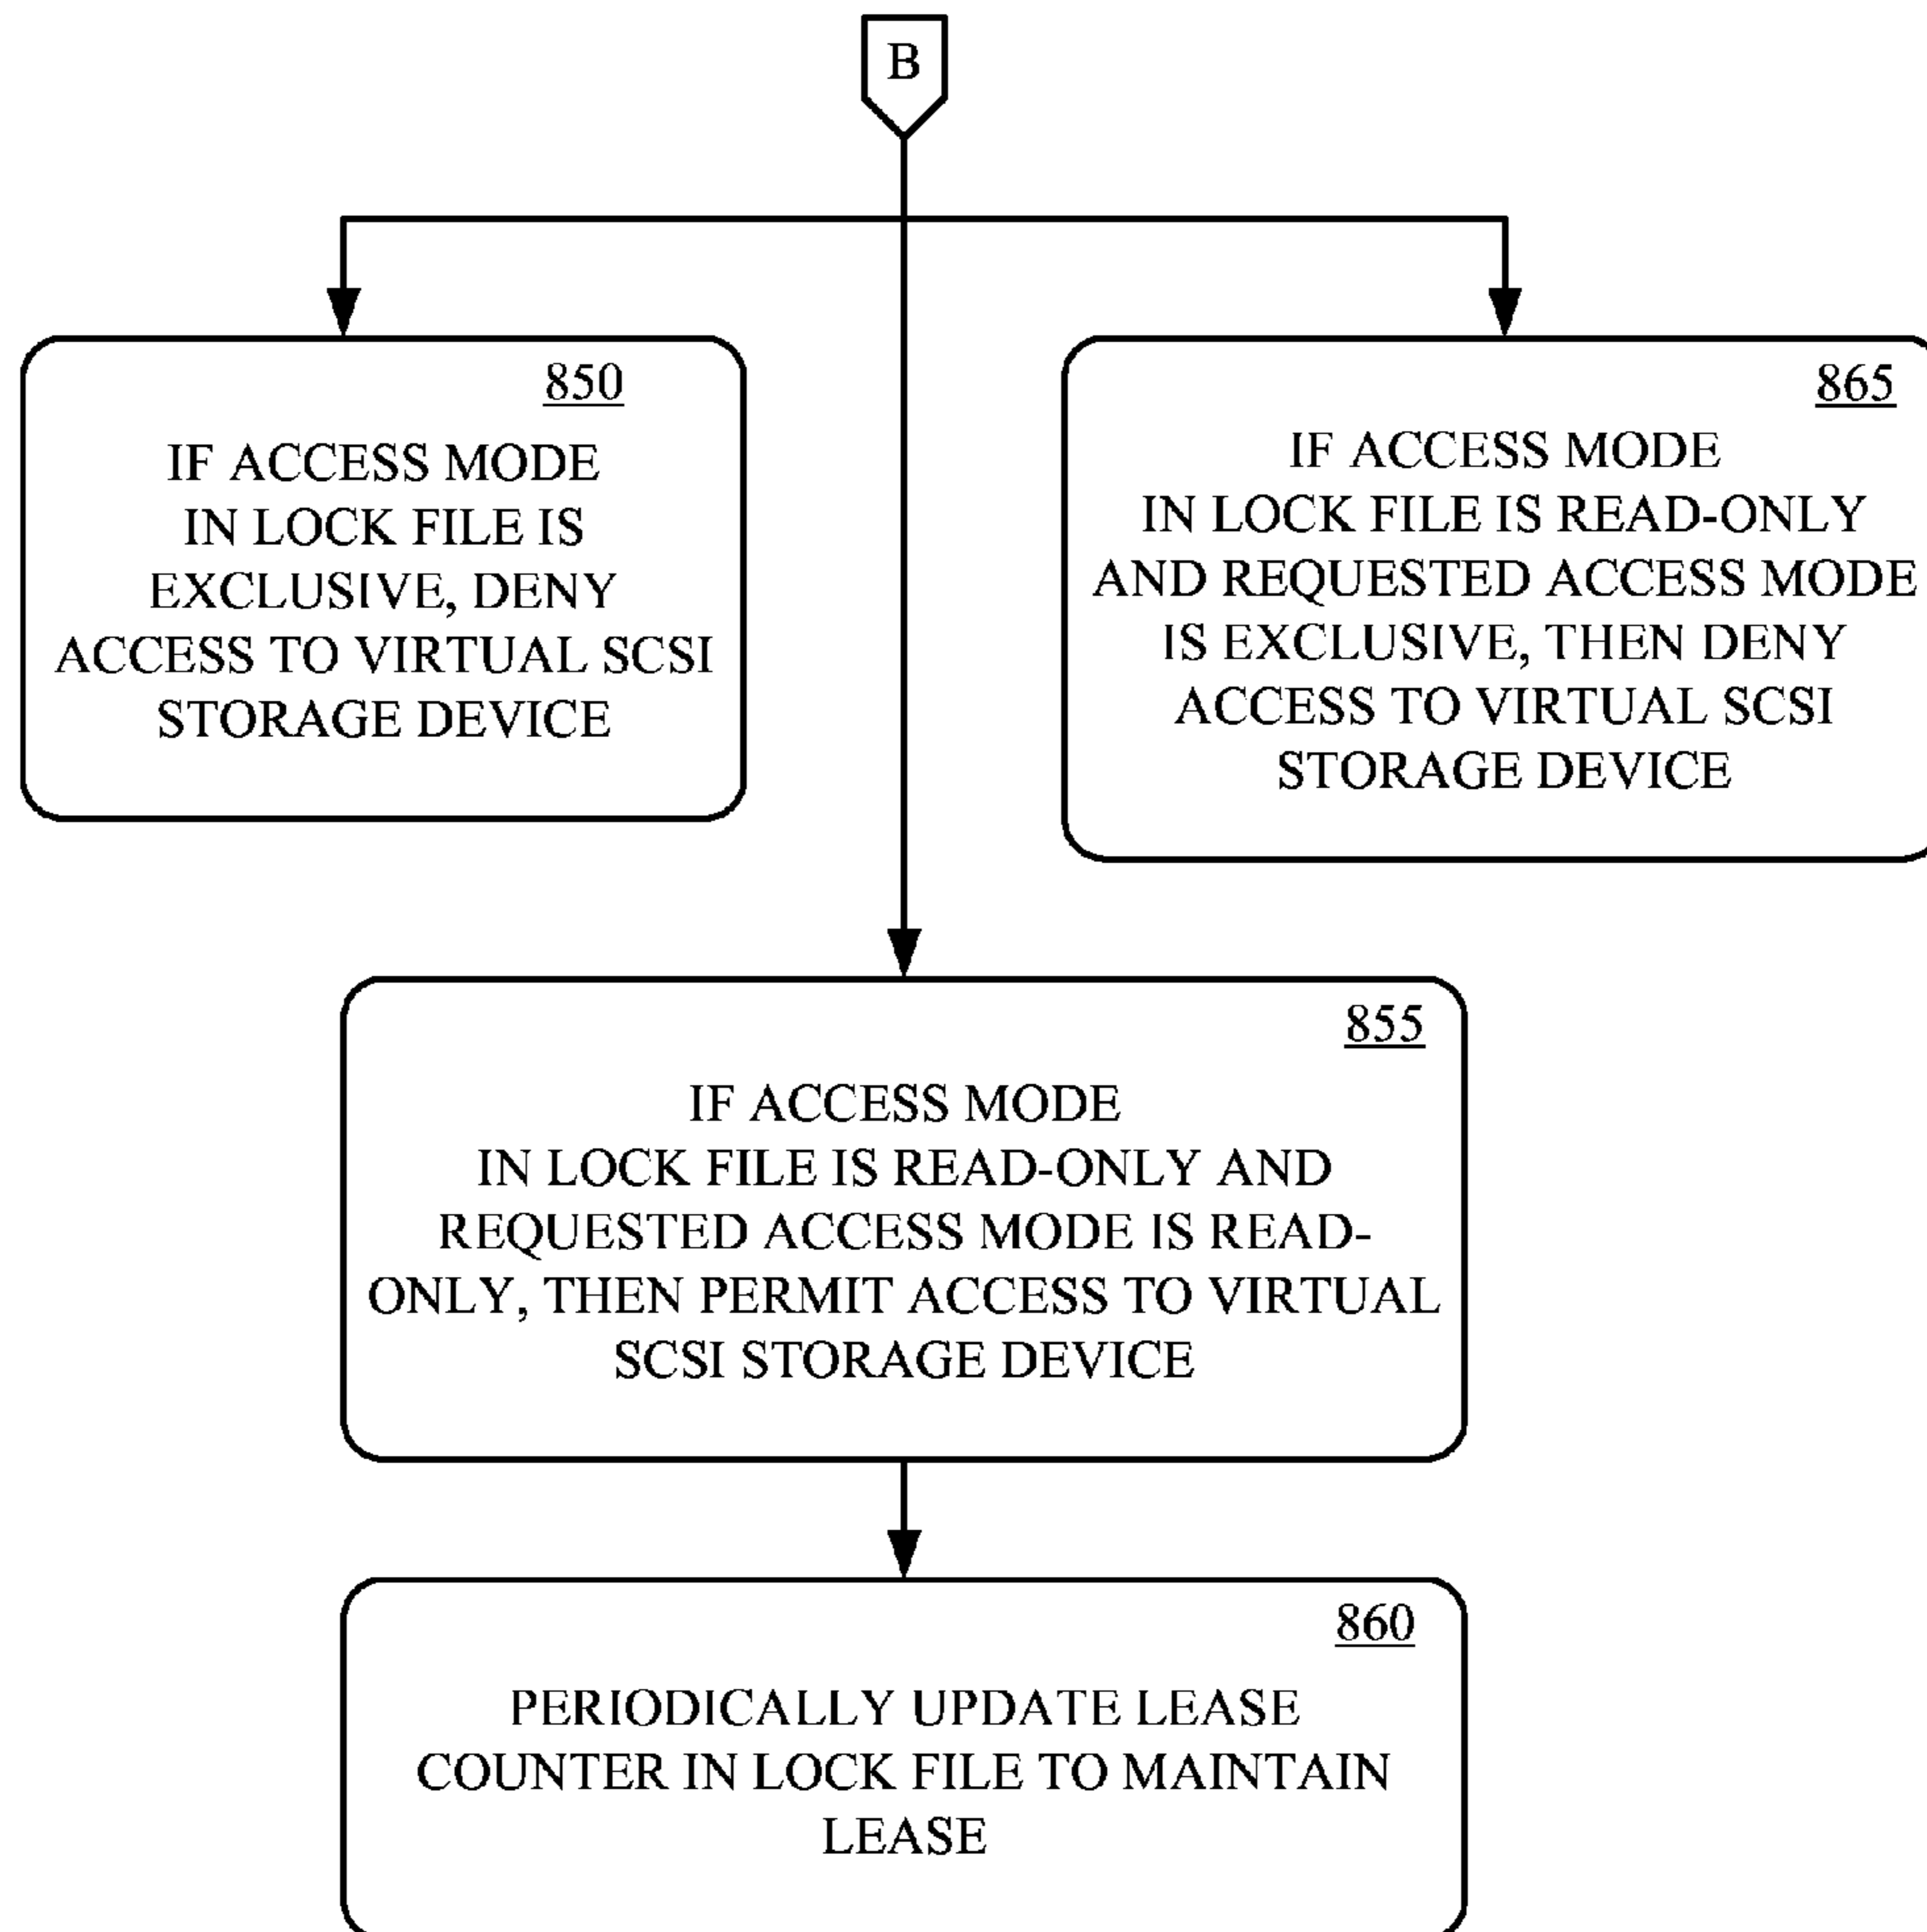 B
850
IF ACCESS MODE
IN LOCK FILE IS
EXCLUSIVE, DENY
ACCESS TO VIRTUAL SCSI
STORAGE DEVICE
865
IF ACCESS MODE
IN LOCK FILE IS READ-ONLY
AND REQUESTED ACCESS MODE
IS EXCLUSIVE, THEN DENY
ACCESS TO VIRTUAL SCSI
STORAGE DEVICE
855
IF ACCESS MODE
IN LOCK FILE IS READ-ONLY AND
REQUESTED ACCESS MODE IS READ-
ONLY, THEN PERMIT ACCESS TO VIRTUAL
SCSI STORAGE DEVICE
860
PERIODICALLY UPDATE LEASE
COUNTER IN LOCK FILE TO MAINTAIN
LEASE